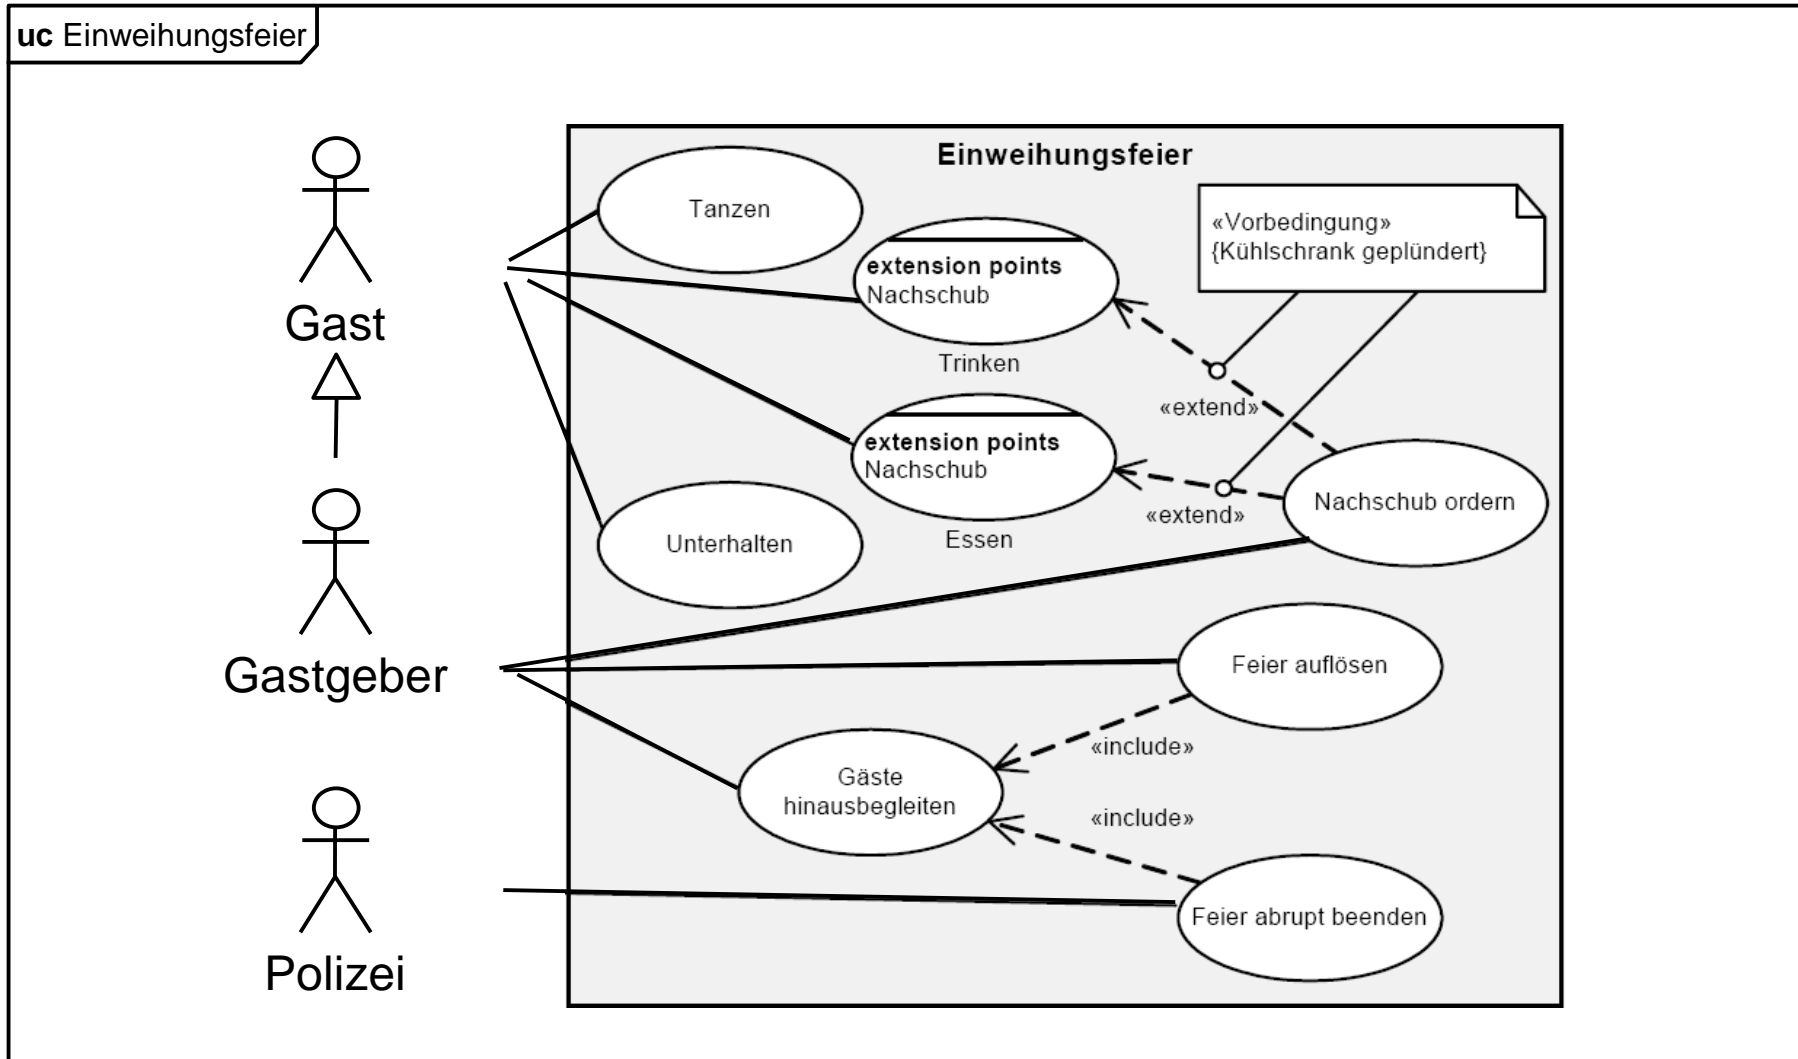 uc Einweihungsfeier
Einweihungsfeier
Tanzen
«Vorbedingung»
{Kühlschrank geplündert}
extension points
Nachschub
Trinken
Gast
«extend»
extension points
Nachschub
Essen
«extend»
Nachschub ordern
Unterhalten
Gastgeber
Feier auflösen
«include»
Gäste
hinausbegleiten
«include»
Feier abrupt beenden
Polizei